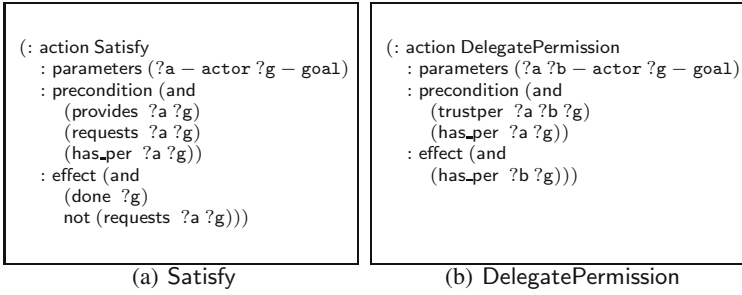 (: action Satisfy
: parameters (?a − actor ?g − goal)
: precondition (and
(provides ?a ?g)
(requests ?a ?g)
(has_per ?a ?g))
: effect (and
(done ?g)
not (requests ?a ?g)))
(a) Satisfy
(: action DelegatePermission
: parameters (?a ?b − actor ?g − goal)
: precondition (and
(trustper ?a ?b ?g)
(has_per ?a ?g))
: effect (and
(has_per ?b ?g)))
(b) DelegatePermission